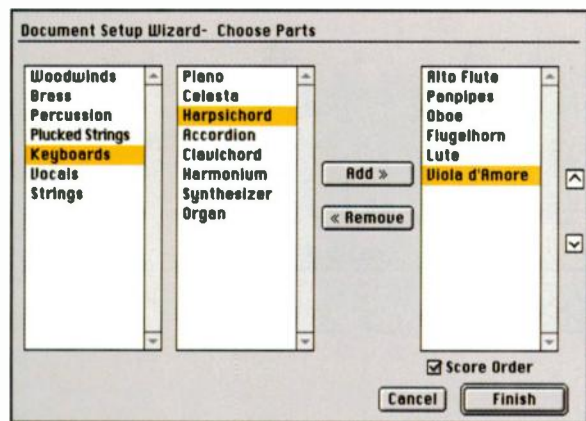 Document Setup Wizard- Choose Parts
Woodwinds
Brass
Percussion
Plucked Strings
Keyboards
Vocals
Strings
Piano
Celesta
Harpsichord
Accordion
Clavichord
Harmonium
Synthesizer
Organ
Add »
« Remove
Alto Flute
Panpipes
Oboe
Flugelhorn
Lute
Viola d'Amore
Score Order
Cancel
Finish